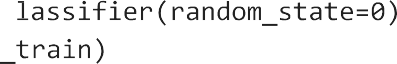 lassifier(random_state=0)
_train)